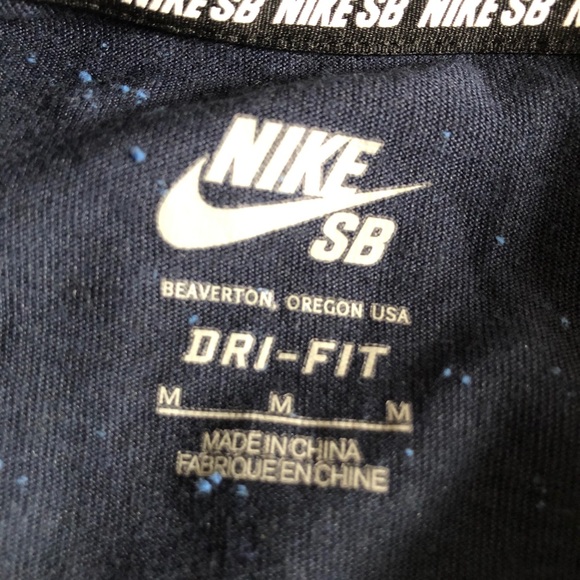 NIKE SB NIKE SB NIKE SB
NIKE
SB
BEAVERTON, OREGON USA
DRI-FIT
M M M
MADE IN CHINA
FABRIQUE EN CHINE